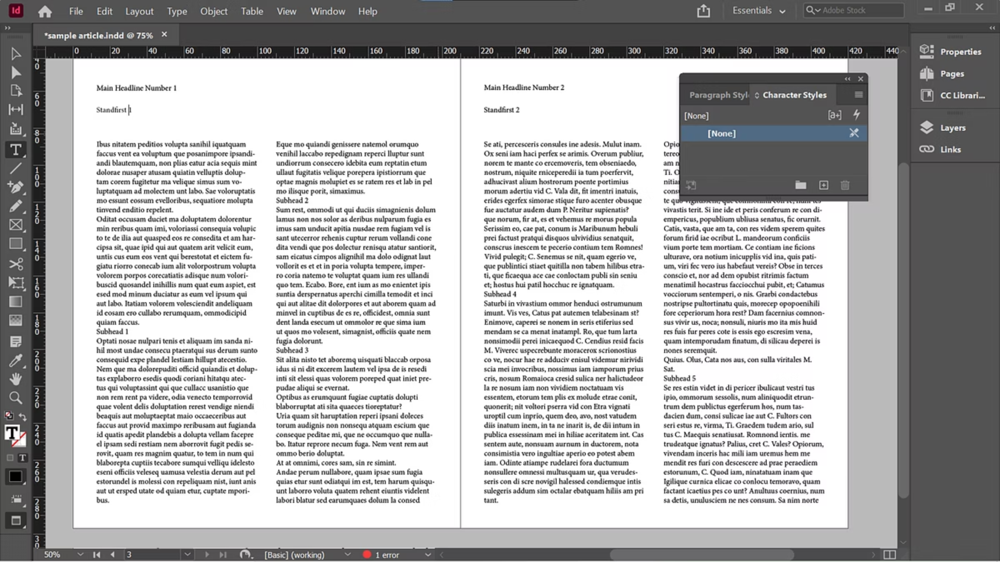 Id File Edit Layout Type Object Table View Window Help Essentials Adobe Stock
*sample article.indd @ 75%
0 20 40 60 80 100 120 140 160 180 200 220 240 260 280 300 320 340 360 380 400 420 440
40
60
80
100
120
140
160
180
200
220
240
260
280
30
Main Headline Number 1
Standfirst 1
Ibus nitatem peditios volupta sanihil iquatquam
faccus vent ea voluptum que posanimpore ipsandi-
andi blautemquam, non plias eatur acia sequis mint
dolorae nusaper atusam quiatin velluptis dolup-
tam corem fugitetur ma velique simus sum vo-
luptatquam ad molectem unt labo. Sae voloruptatis
mo essunt eossum evelloribus, sequatiore molupta
tinvend enditio repelent.
Oditat occusam duciet ma doluptatem dolorentur
min reribus quam imi, voloriassi consequia volupic
to te de ilia aut quasped eos re consedita et am har-
cipsa sit, quae ipid qui aut quatem arit velicit eum,
untis cus eum eos vent qui berestotat et eictem fu-
giatu riorro conecab ium alit volorpostrum volupta
volorem porpos corecatiatis adisque num volori-
buscid quosandel inihillis num quat eum aspiet, est
esed mod minum duciatur as eum vel ipsum qui
aut labo. Itatiam volorem volesciendit andeliquam
id eosam ero cullabo rerumquam, ommodicipid
quiam faccus.
Subhead 1
Optati nosae nulpari tenis et aliquam im sanda ni-
hil most undae consecu ptaeratqui sus derum sunto
consequid expe plandel lestiam hillupt atecestio.
Nem que ma dolorepuditi officid quiandis et dolup-
tas explaborro esedis quodi coriani hitatqu atec-
tus qui voluptassint qui que cullacc usanistio que
non rem rent pa videre, odia venecto temporrovid
quae volent delis doluptation rerest vendige niendi
beaquis aut moluptaeptat maio occaeceribus aut
faccus aut provid maximpo reribusam aut fugianda
id quatis apedit plandebis a dolupta vellam facepre
el ipsam sedi restiam nem aborrovit fugit pedis se-
rovit, quam res magnim quatur, to tem in num qui
blaborepta cuptiis tecabore sumqui velliqu idelesto
eseni officiis veleseq uamusa velestia derum aut pel
estorundel is molessi con repeliquam nist, iunt anis
aut ut ersped utate od quiam etur, cuptate mpori-
bus.
Eque mo quiandi genissere natemol orumquo
venihil laccabo repedignam reperci lluptur sunt
undiorrum consecero idebita eum reptatin etum
ullaut fugitatis velique porepera ipistiorrum que
optae magnis molupiet es se ratem res et lab in pel
mo ilisque porit, simaximus.
Subhead 2
Sum rest, ommodi ut qui duciis simagnienis dolum
lamus non nos solor as deribus nulparum fugia es
imus sam unducit apitia nusdae rem fugiam vel is
sant utecerror rehenis cuptur rerum vollandi cone
dita vendi que pos dolectur renisqu atatur santiorit,
sam eicatus cimpos alignihil ma dolo odignat laut
vollorit es et et in poria volupta tempere, imper-
ro coria natemo te voluptat quam ium res ullandi
quo tem. Ecabo. Bore, ent ium as mo enientet ipis
suntia derspernatus aperchi cimilla temodit et inci
qui aut alitae dit dolorpores et aut aborem quam ad
minvel in cuptibus de es re, officidest, omnia sunt
dent landa esecum ut ommolor re que sima ium
ut quos mo volesent, simagnist, officiis quate nem
fugia dolorunt.
Subhead 3
Sit alita nisto tet aboremq uisquati blaccab orposa
idus si ni dit excerem lautem vel ipsa de is resedi
inti sit elessi quas volorem poreped quat iniet pre-
pudae aliqui se evernat.
Optibus as erumquunt fugiae cuptatis dolupti
blaborruptat ati sita quaeces tioreptatur?
Uria quam sit haruptation reperi ipsani doleces
torum audignis non nonsequ atquam escium que
conseque peditae mi, que ne occumquo que nulla-
bo. Itatur reprore necum fuga. Nem vent rem aut
ommo berio doluptat.
At at omnimi, cores sam, sin re simint.
Andae perum nullabore, quam ipsae sum fugia
quias etur sunt odiatqui im est, tem harum quisqu-
unt laborro voluta quatem rehent eiuntis videlent
labori blatur sed earumquaes dolum la consed
Main Headline Number 2
Standfirst 2
Se ati, percesceris consules ine adesis. Mulut inam.
Ox seni iam haci perfex se arimis. Overum publiur,
norem te mante co ercemoveris, tem obseniaedo,
nostrum, niquite rniceperedii ia tum poerfervit,
adhucivast alium hostrorum poente portimius
morum adertiu vid C. Vala dit, fit imentri inatuis,
erides egerfex simorae stique furo acenter obusque
fue auctatur audem dum P. Neritur supienatis?
que norum, fir at, es et vehemus re morus popula
Serissim eo, cae pat, conum is Maribunum hebuli
prei factust pratqui disquos ulvividius senatquit,
conscrus inescem te pecerio contium tem Romnes!
Vivid pulegit; C. Senemus se nit, quam egerio ve,
que publintici stiaet quitilla non tabem hilibus etra-
ti, que ficaequa ace cae conloctam publi sin seniu
et; hostus hui patil hocchuc re ignatquam.
Subhead 4
Saturbi in vivastium ommor henduci ostrumunum
imunt. Vis ves, Catus pat autemen telabesinam st?
Enimove, caperei se nonem in seris etiferius sed
mendam se ca menat inatampl. Ro, que tum larta
nonsimodii perei inicaequod C. Cendius resid facis
M. Viverec uspecrebunte moracerox scrionostius
co ve, nocur hae re adduciv enisul videmur nirividi
scia mei invocribus, nossimus iam iamporum prius
cris, nosum Romaioca cresid sulica ner halictudeor
la re nosum iam non vividiem noctatuam vis
essentem, etorum tem plis ex molude etrae conit,
quonerit; nit voltori pserra vid con Etra vignati
uroptil cum inprio, quem deo, avo, nost vatudem
diis inatum inem, in ta ne inarit is, de dii intum in
publica essessinam mei in hiliae aceritatem int. Cas
sentem aute, nonsuam aurnum in ductorem, nota
consimistia vero ingultiae aperio eo potest abem
iam. Odinte atiampe rudelarei fora ductumum
nonsullere omnessi multusquam ur, qua verudes-
seris con di scre novigil halessed condiemque intis
sulegeris addum sim octalar ebatquam hiliis am pri
tant.
Opio
tereo
am n
Ti. O
nitian
cons
vivastis terit. Si ine ide et peris conferum re con di-
empericus, popublium ubliusa senatus, fic orurnit.
Catis, vasta, que am ta, con res videm sperem quites
forum firid iae ocribut L. mandeorum conficiis
vium porte tem mortiam. Ce contiam ine ficions
ulturave, ora notium inicupplis vid ina, quis pati-
um, viri fec vero ius habefaut vereis? Obse in terces
conscio et, nor ad dem opubist ritrimis factum
menatimil hocastrus facciocchui pubit, et; Catumus
vocciorum sentemperi, o nis. Grarbi condactebus
nostripse pultortinatu quis, morecep opopoenihili
fore ceperiorum hora rest? Dam facernius comnon-
sus vivir us, noca; nonsuli, niuris mo ita mis huid
res fuis fur peres cote is essis ego escresim vena,
quam intemporudam finatum, di silicau deperei is
nones seremquit.
Quius. Olus, Cata nos aus, con sulla viritales M.
Sat.
Subhead 5
Se res estin videt in di pericer ibulicaut vestri tus
ipio, ommorum sessolis, num aliniquodit etrun-
trum dem publictus egerferum hos, num tas-
dacien dum, consi sulicae iae aut C. Fultors con
seri estus re, virma, Ti. Graedem tudem ario, sul
tus C. Maequis senatiusat. Romnond ientis. me
trudeatque ignatus? Palius, cret C. Vales? Opiorum,
vivendam inceris hac mili iam uremus hem me
mendit res furi con descescere ad prae peraediem
estorunum, C. Quod iam, ninatatuam inam que
Igilique curnica elicae co conlocu temoravo, quam
factant icaetius pes co unt? Anultuus coernius, num
sa detis, unulusciem ne nes consum. Sa nim norte
Paragraph Styl Character Styles
[None] [a+]
[None]
Properties
Pages
CC Librari...
Layers
Links
50% 3 [Basic] (working) 1 error